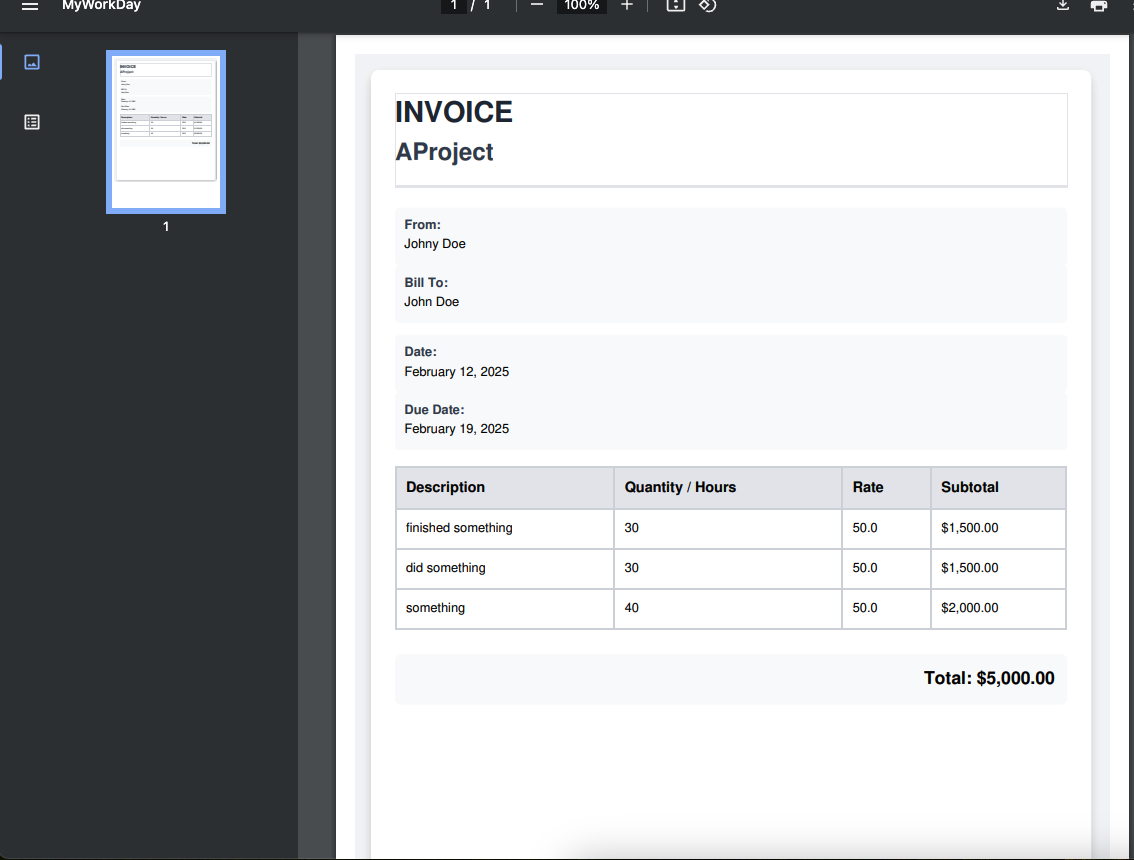 MyWorkDay
1 / 1
100%
1
INVOICE
AProject
From:
Johny Doe
Bill To:
John Doe
Date:
February 12, 2025
Due Date:
February 19, 2025
Description Quantity / Hours Rate Subtotal
finished something 30 50.0 $1,500.00
did something 30 50.0 $1,500.00
something 40 50.0 $2,000.00
Total: $5,000.00